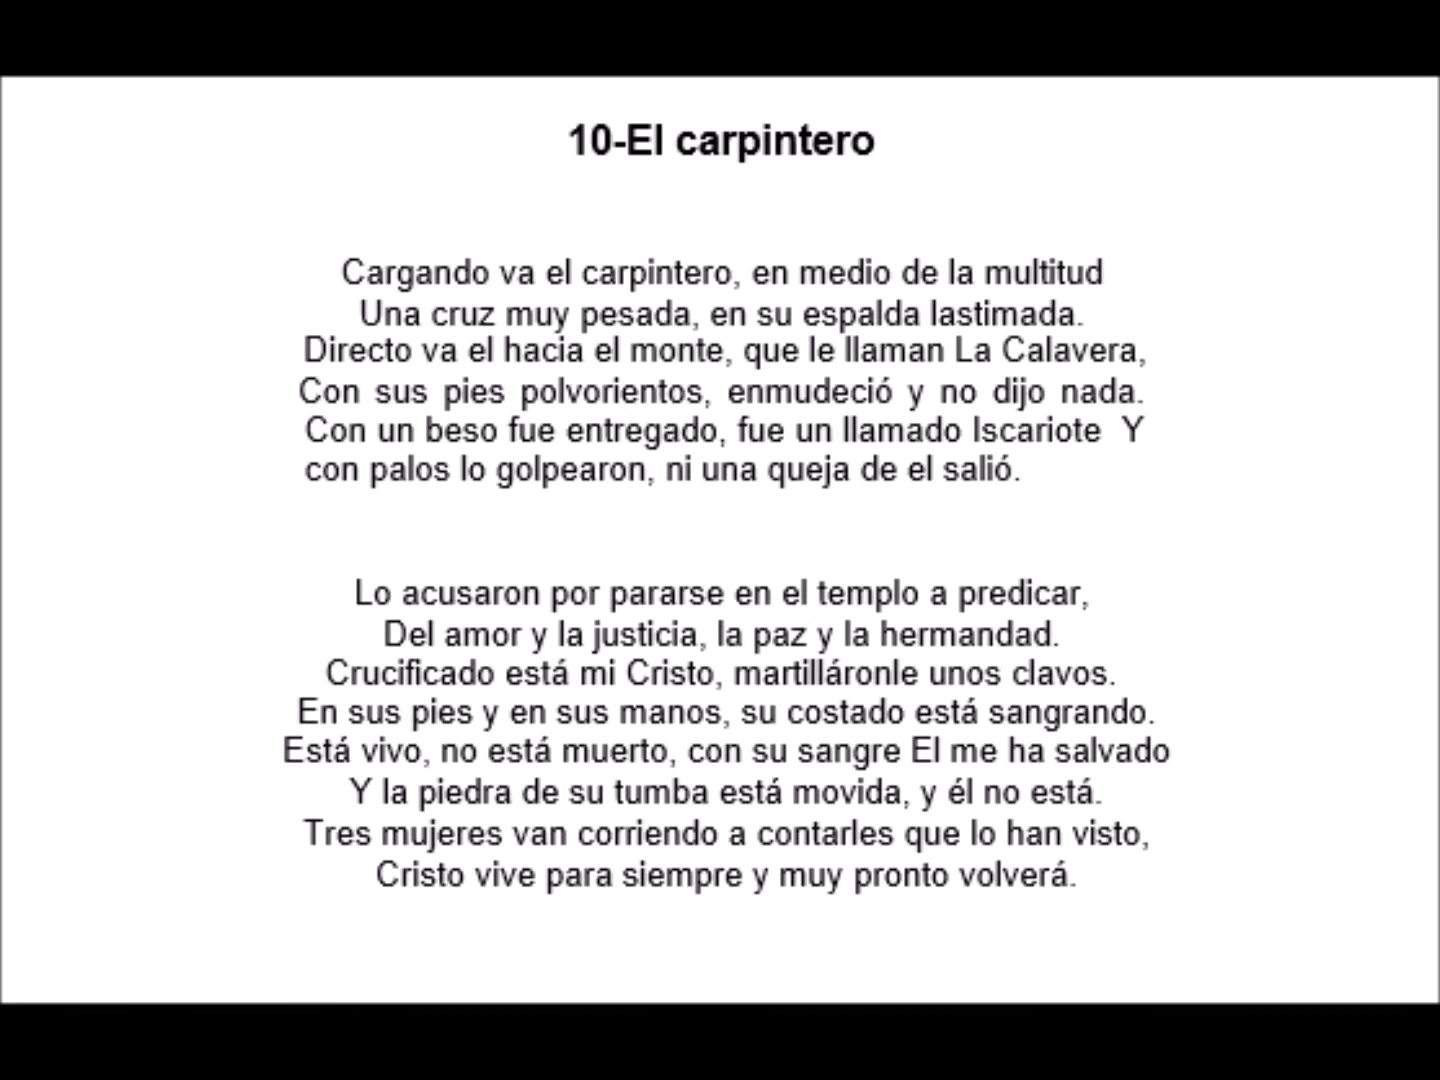 10-El carpintero
Cargando va el carpintero, en medio de la multitud
Una cruz muy pesada, en su espalda lastimada.
Directo va el hacia el monte, que le llaman La Calavera,
Con sus pies polvorientos, enmudeció y no dijo nada.
Con un beso fue entregado, fue un llamado Iscariote Y
con palos lo golpearon, ni una queja de el salió.
Lo acusaron por pararse en el templo a predicar,
Del amor y la justicia, la paz y la hermandad.
Crucificado está mi Cristo, martilláronle unos clavos.
En sus pies y en sus manos, su costado está sangrando.
Está vivo, no está muerto, con su sangre El me ha salvado
Y la piedra de su tumba está movida, y él no está.
Tres mujeres van corriendo a contarles que lo han visto,
Cristo vive para siempre y muy pronto volverá.